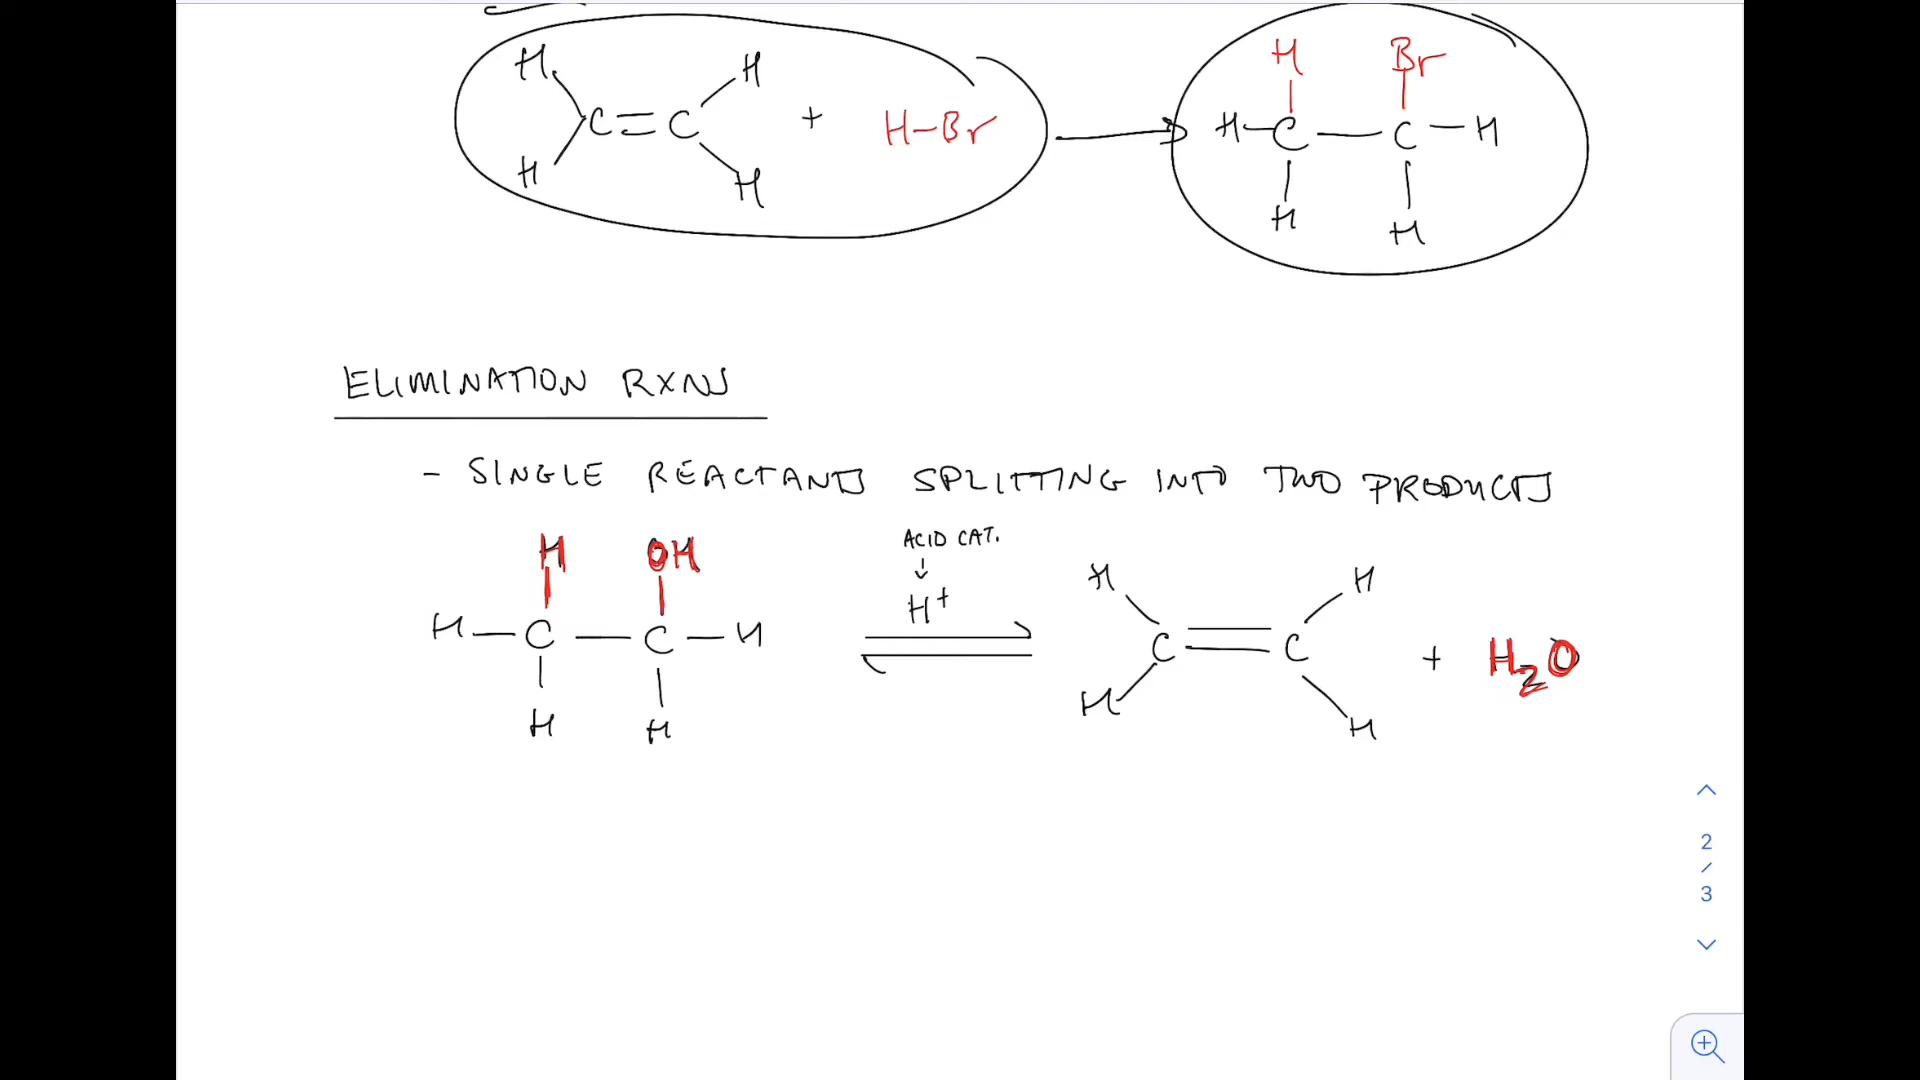 H H H Br
C=C + H-Br → H-C-C-H
H H H H
ELIMINATION RXNS
- SINGLE REACTANTS SPLITTING INTO TWO PRODUCTS
H OH ACID CAT. H H
↓
H-C-C-H H+ ⇌ C=C + H2O
H H H H
2
/
3